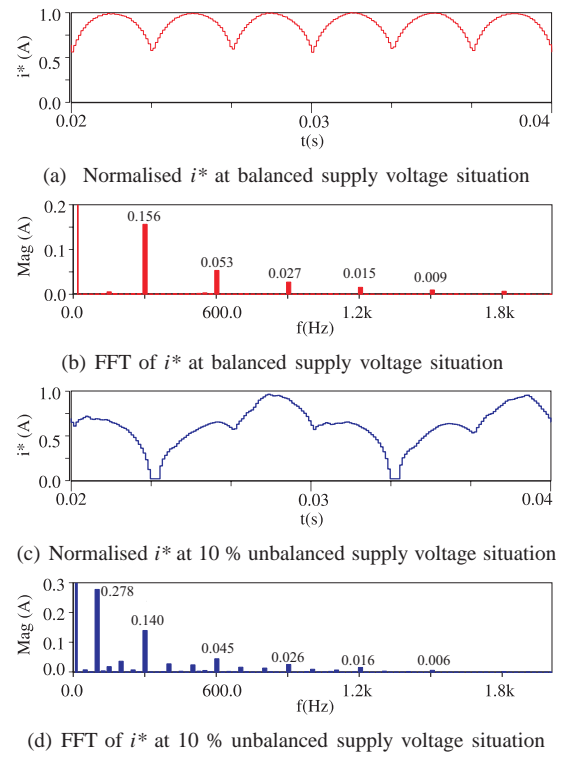 1.0
0.5
0.0
i* (A)
0.02
0.03
0.04
t(s)
(a) Normalised i* at balanced supply voltage situation
0.2
0.1
0.0
Mag (A)
0.156
0.053
0.027
0.015
0.009
0.0
600.0
1.2k
1.8k
f(Hz)
(b) FFT of i* at balanced supply voltage situation
1.0
0.5
0.0
i* (A)
0.02
0.03
0.04
t(s)
(c) Normalised i* at 10 % unbalanced supply voltage situation
0.3
0.2
0.1
0.0
Mag (A)
0.278
0.140
0.045
0.026
0.016
0.006
0.0
600.0
1.2k
1.8k
f(Hz)
(d) FFT of i* at 10 % unbalanced supply voltage situation